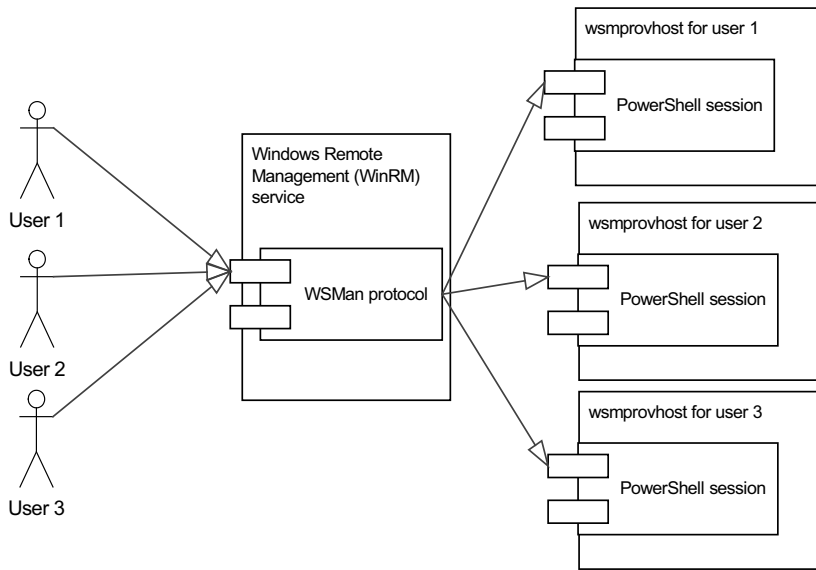 User 1
User 2
User 3
Windows Remote
Management (WinRM)
service
WSMan protocol
wsmprovhost for user 1
PowerShell session
wsmprovhost for user 2
PowerShell session
wsmprovhost for user 3
PowerShell session